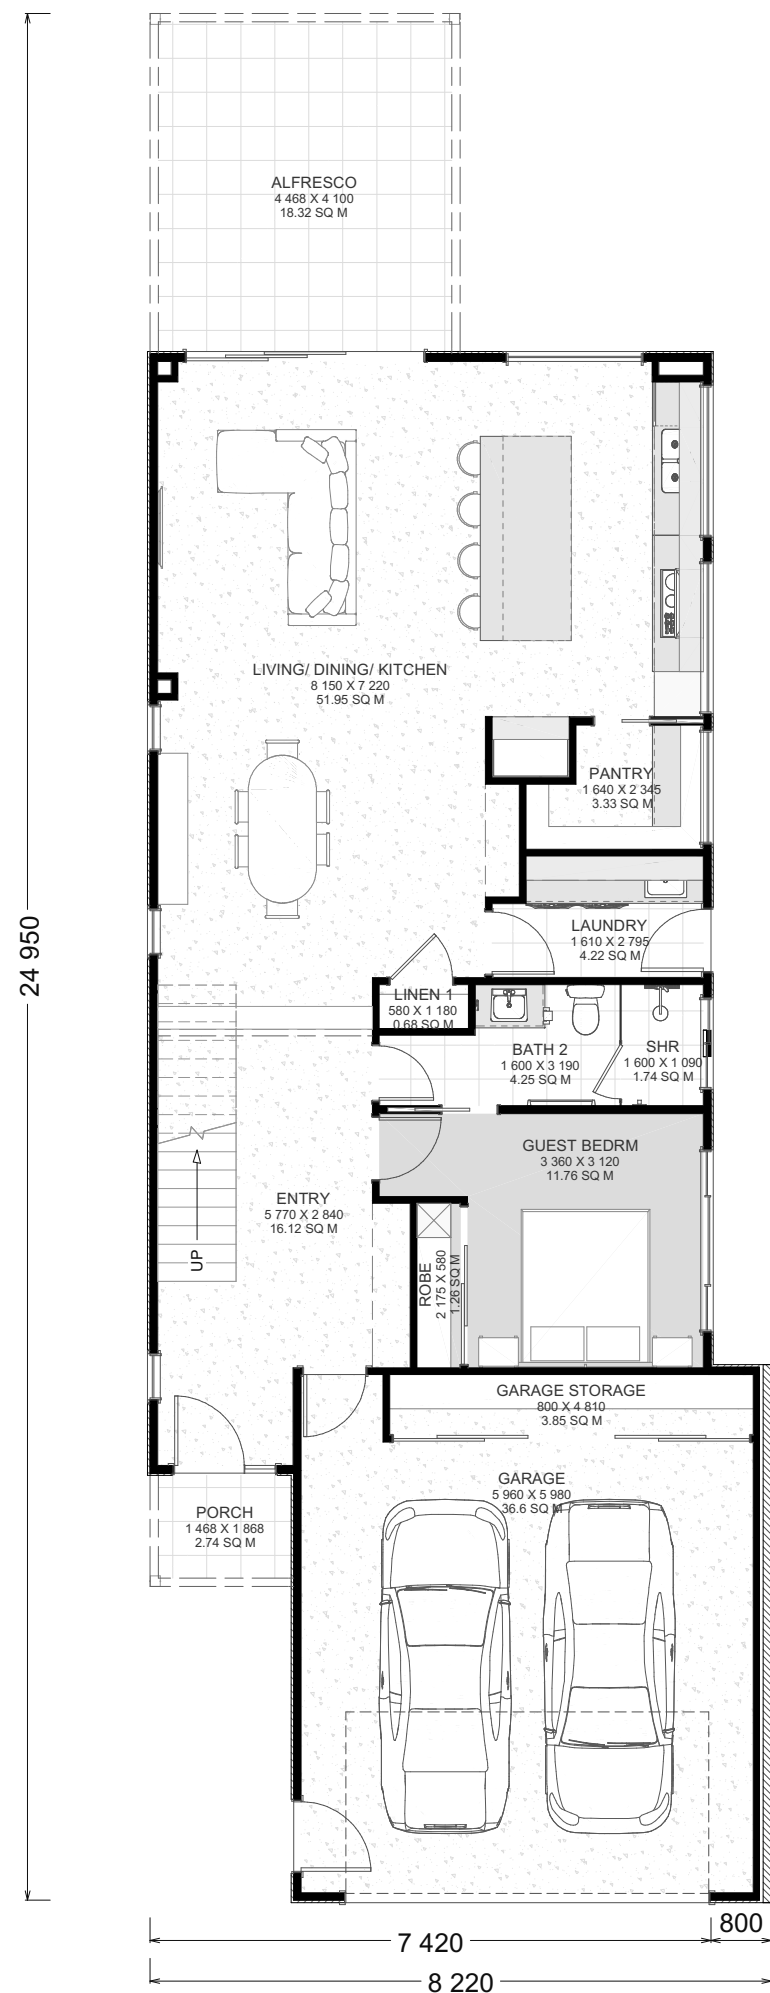 ALFRESCO
4 468 X 4 100
18.32 SQ M
24 950
LIVING/ DINING/ KITCHEN
8 150 X 7 220
51.95 SQ M
PANTRY
1 640 X 2 345
3.33 SQ M
LAUNDRY
1 610 X 2 795
4.22 SQ M
LINEN 1
580 X 1 180
0.68 SQ M
BATH 2
1 600 X 3 190
4.25 SQ M
SHR
1 600 X 1 090
1.74 SQ M
GUEST BEDRM
3 360 X 3 120
11.76 SQ M
ENTRY
5 770 X 2 840
16.12 SQ M
UP
ROBE
2 175 X 580
1.26 SQ M
GARAGE STORAGE
800 X 4 810
3.85 SQ M
GARAGE
5 960 X 5 980
36.6 SQ M
PORCH
1 468 X 1 868
2.74 SQ M
800
7 420
8 220